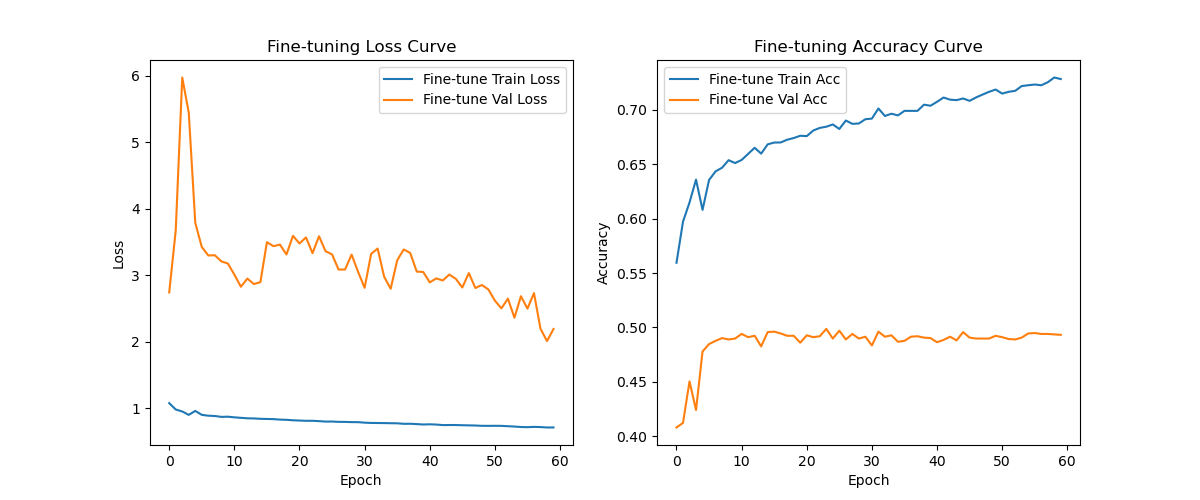 Fine-tuning Loss Curve
Fine-tune Train Loss
Fine-tune Val Loss
6
5
4
3
2
1
Loss
0 10 20 30 40 50 60
Epoch
Fine-tuning Accuracy Curve
Fine-tune Train Acc
Fine-tune Val Acc
0.70
0.65
0.60
0.55
0.50
0.45
0.40
Accuracy
0 10 20 30 40 50 60
Epoch